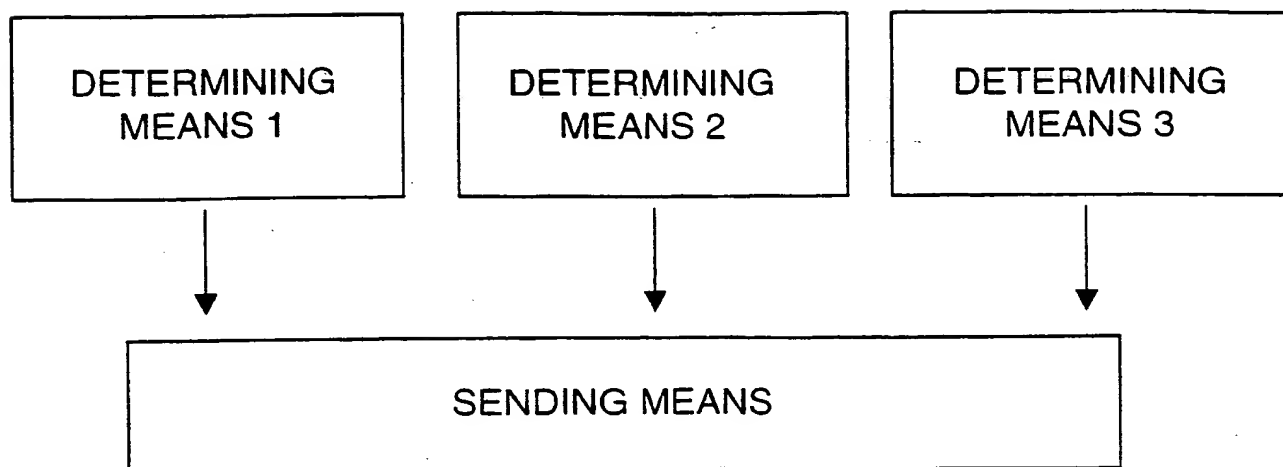 DETERMINING
MEANS 1
DETERMINING
MEANS 2
DETERMINING
MEANS 3
SENDING MEANS